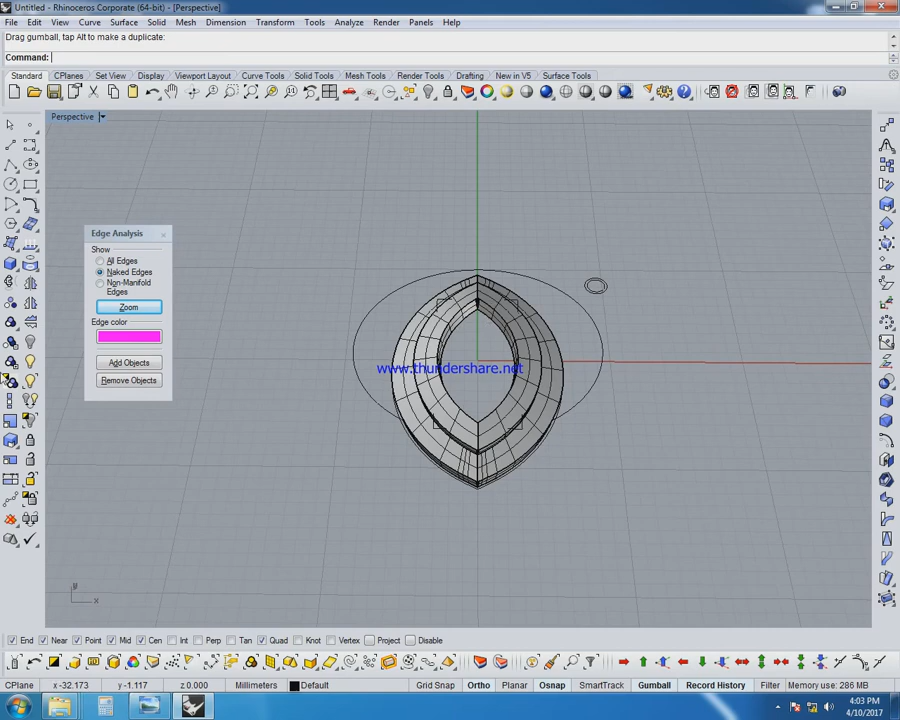 Untitled - Rhinoceros Corporate (64-bit) - [Perspective]
File Edit View Curve Surface Solid Mesh Dimension Transform Tools Analyze Render Panels Help
Drag gumball, tap Alt to make a duplicate:
Command:
Standard CPlanes Set View Display Viewport Layout Curve Tools Solid Tools Mesh Tools Render Tools Drafting New in V5 Surface Tools
Perspective
Edge Analysis
Show
All Edges
Naked Edges
Non-Manifold
Edges
Zoom
Edge color
Add Objects
Remove Objects
www.thundershare.net
y
x
End Near Point Mid Cen Int Perp Tan Quad Knot Vertex Project Disable
CPlane x -32.173 y -1.117 z 0.000 Millimeters Default Grid Snap Ortho Planar Osnap SmartTrack Gumball Record History Filter Memory use: 286 MB
4:03 PM
4/10/2017